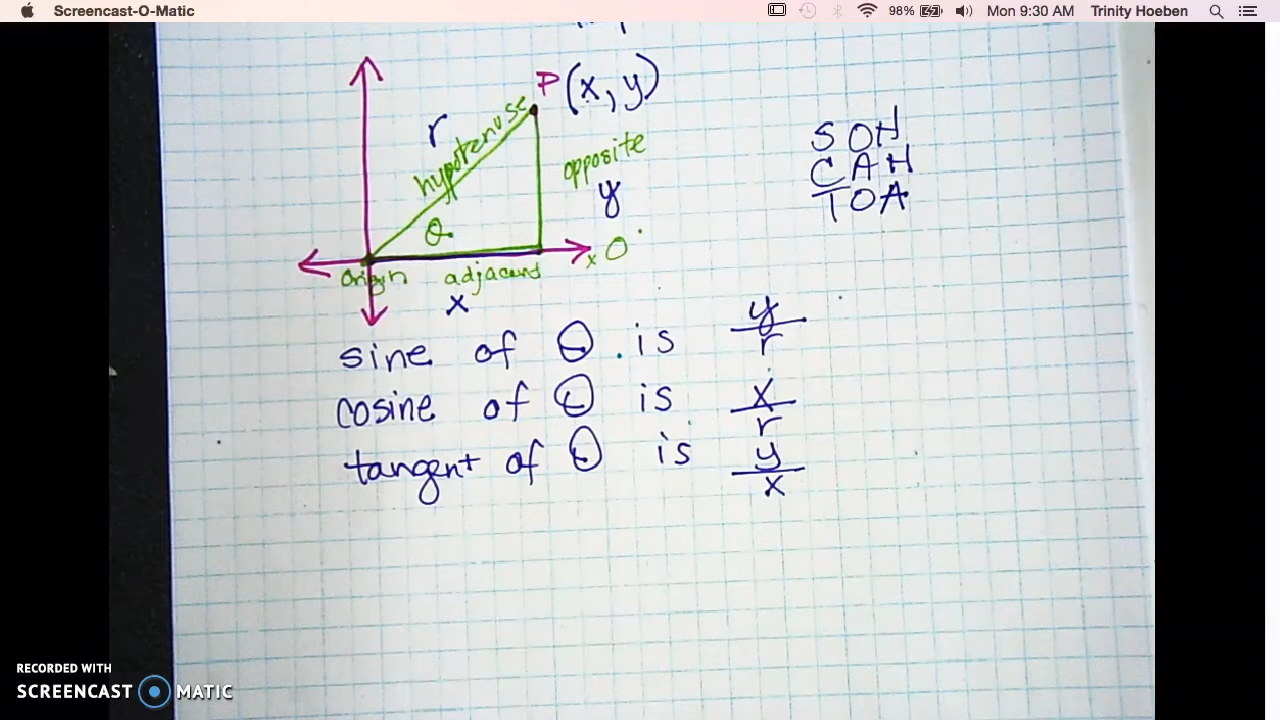 Screencast-O-Matic 98% Mon 9:30 AM Trinity Hoeben
P (x, y)
r
hypotenuse
opposite
y
θ
x 0
origin adjacent
x
SOH
CAH
TOA
sine of θ is y/r
cosine of θ is x/r
tangent of θ is y/x
RECORDED WITH
SCREENCAST MATIC